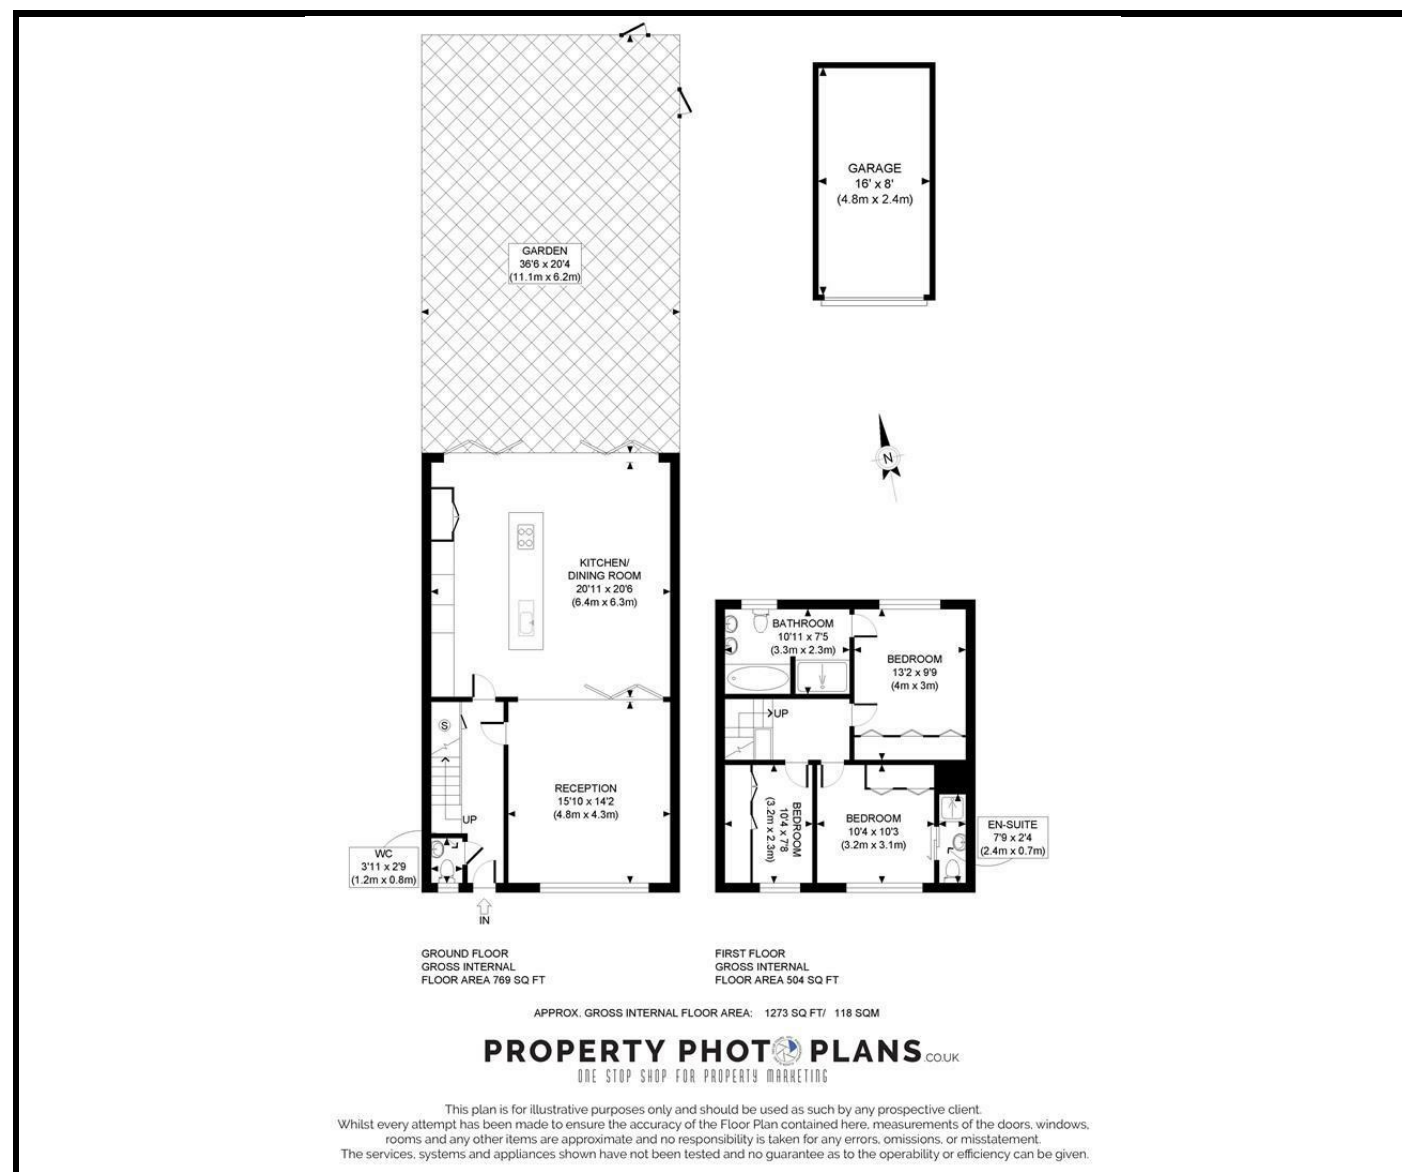 GARAGE
16' x 8'
(4.8m x 2.4m)
GARDEN
36'6 x 20'4
(11.1m x 6.2m)
N
KITCHEN/
DINING ROOM
20'11 x 20'6
(6.4m x 6.3m)
BATHROOM
10'11 x 7'5
(3.3m x 2.3m)
BEDROOM
13'2 x 9'9
(4m x 3m)
UP
S
RECEPTION
15'10 x 14'2
(4.8m x 4.3m)
UP
BEDROOM
10'4 x 7'8
(3.2m x 2.3m)
BEDROOM
10'4 x 10'3
(3.2m x 3.1m)
EN-SUITE
7'9 x 2'4
(2.4m x 0.7m)
WC
3'11 x 2'9
(1.2m x 0.8m)
IN
GROUND FLOOR
GROSS INTERNAL
FLOOR AREA 769 SQ FT
FIRST FLOOR
GROSS INTERNAL
FLOOR AREA 504 SQ FT
APPROX. GROSS INTERNAL FLOOR AREA: 1273 SQ FT/ 118 SQM
PROPERTY PHOTO PLANS.CO.UK
ONE STOP SHOP FOR PROPERTY MARKETING
This plan is for illustrative purposes only and should be used as such by any prospective client.
Whilst every attempt has been made to ensure the accuracy of the Floor Plan contained here, measurements of the doors, windows,
rooms and any other items are approximate and no responsibility is taken for any errors, omissions, or misstatement.
The services, systems and appliances shown have not been tested and no guarantee as to the operability or efficiency can be given.